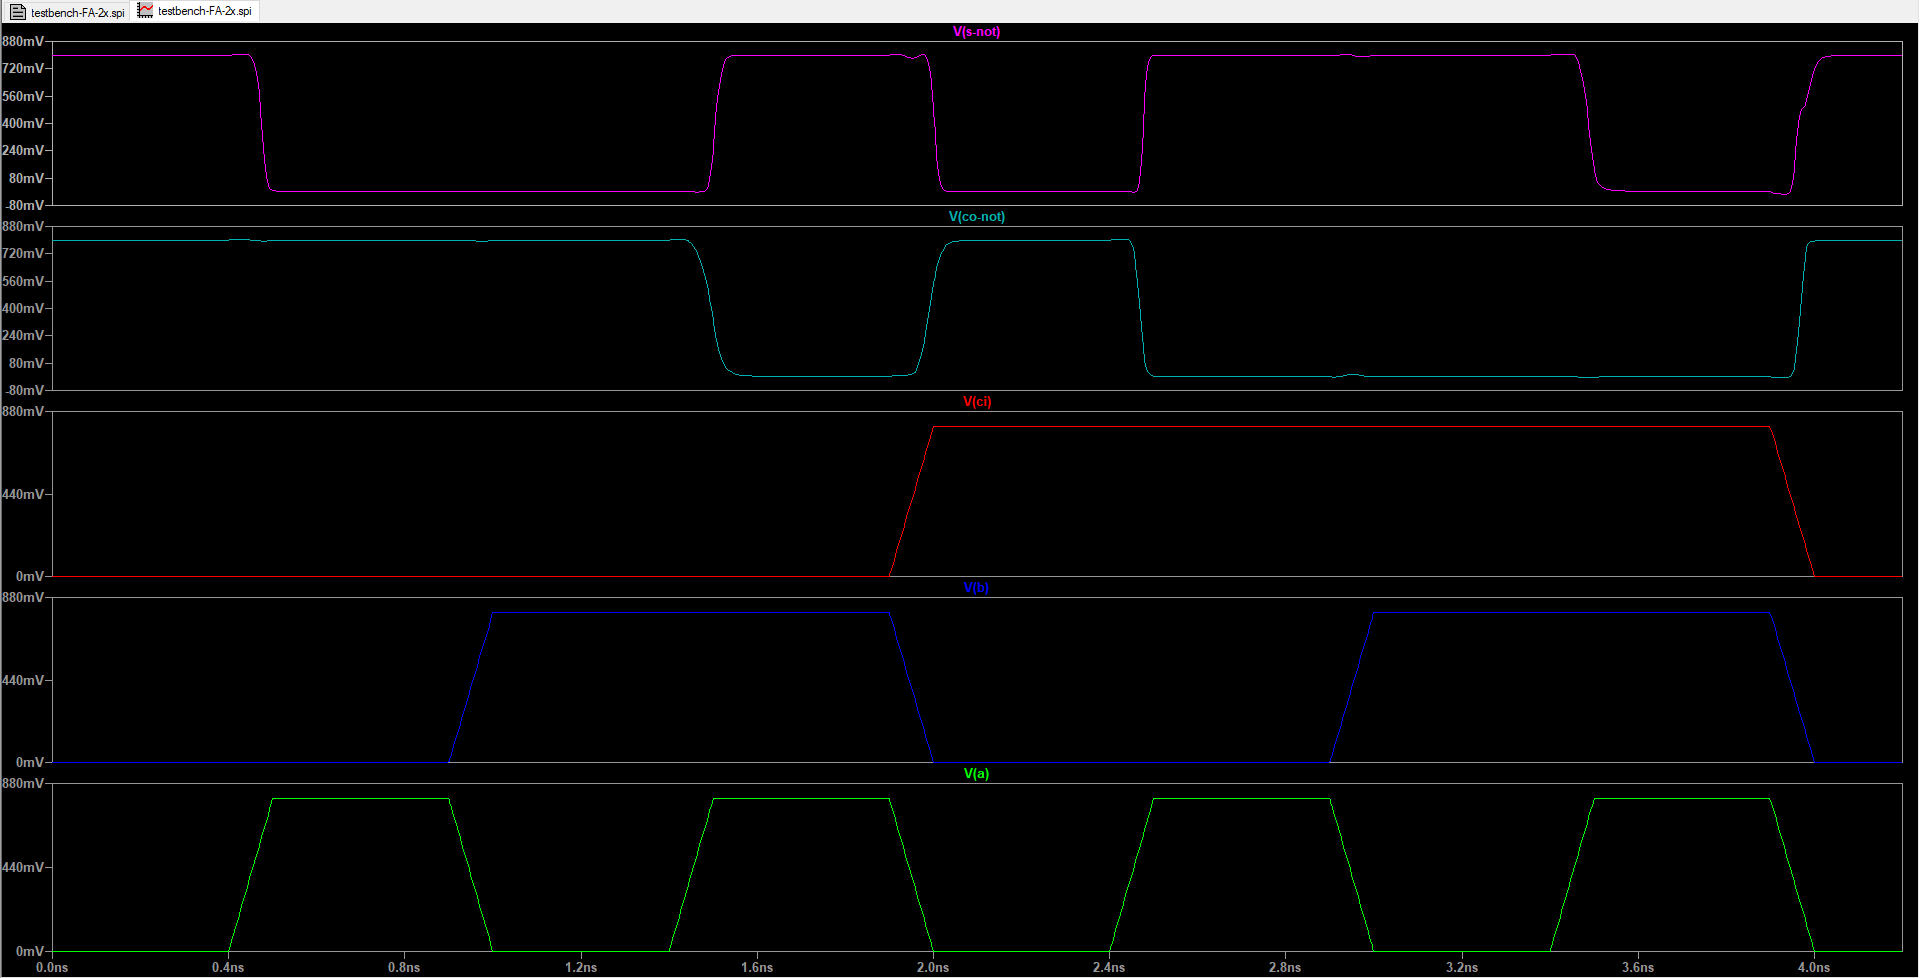 testbench-FA-2x.spi testbench-FA-2x.spi
V(s-not)
880mV
720mV
560mV
400mV
240mV
80mV
-80mV
V(co-not)
880mV
720mV
560mV
400mV
240mV
80mV
-80mV
V(ci)
880mV
440mV
0mV
V(b)
880mV
440mV
0mV
V(a)
880mV
440mV
0mV
0.0ns 0.4ns 0.8ns 1.2ns 1.6ns 2.0ns 2.4ns 2.8ns 3.2ns 3.6ns 4.0ns